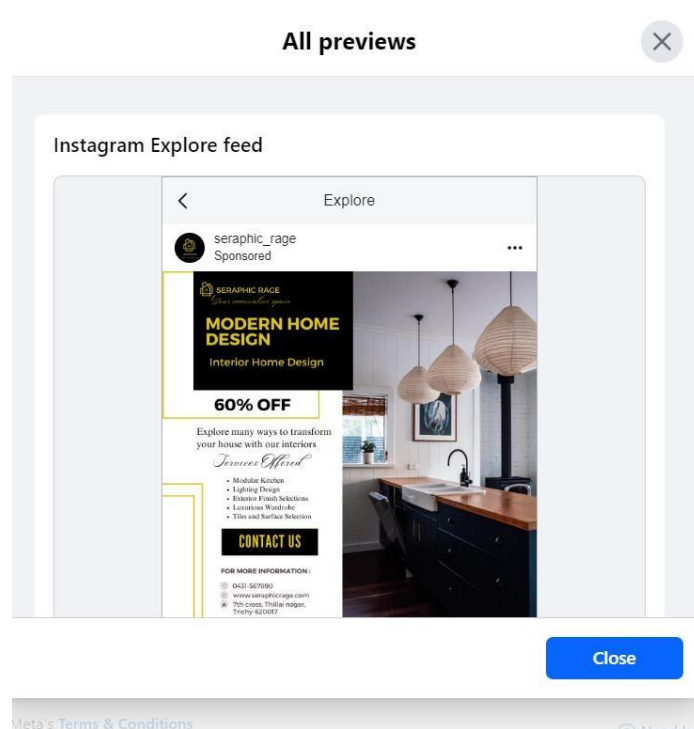 All previews
Instagram Explore feed
Explore
seraphic_rage
Sponsored
SERAPHIC RAGE
Your innovative space
MODERN HOME
DESIGN
Interior Home Design
60% OFF
Explore many ways to transform
your house with our interiors
Services Offered
• Modular Kitchen
• Lighting Design
• Exterior Finish Selections
• Luxurious Wardrobe
• Tiles and Surface Selection
CONTACT US
FOR MORE INFORMATION :
0431-567890
www.seraphicrage.com
7th cross, Thillai nagar,
Trichy-620017
Close
Meta's Terms & Conditions